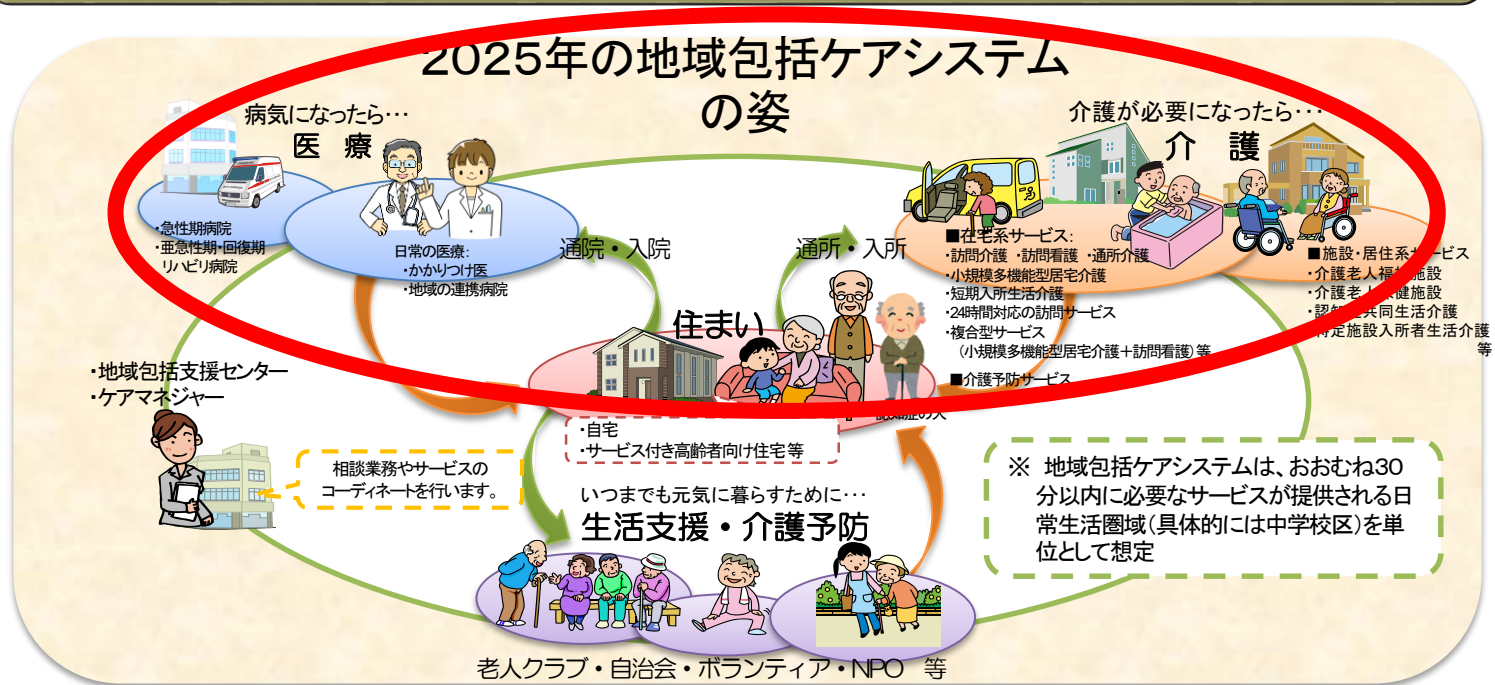 2025年の地域包括ケアシステム
の姿
病気になったら･･･
医 療
介護が必要になったら･･･
介 護
･急性期病院
･亜急性期･回復期
リハビリ病院
日常の医療:
･かかりつけ医
･地域の連携病院
通院・入院
通所・入所
■在宅系サービス:
･訪問介護 ･訪問看護 ･通所介護
･小規模多機能型居宅介護
･短期入所生活介護
･24時間対応の訪問サービス
･複合型サービス
(小規模多機能型居宅介護+訪問看護)等
■介護予防サービス
■施設・居住系サービス
･介護老人福祉施設
･介護老人保健施設
･認知症共同生活介護
･特定施設入所者生活介護
等
住まい
認知症の人
･自宅
･サービス付き高齢者向け住宅等
･地域包括支援センター
･ケアマネジャー
相談業務やサービスの
コーディネートを行います。
いつまでも元気に暮らすために･･･
生活支援・介護予防
※ 地域包括ケアシステムは、おおむね30
分以内に必要なサービスが提供される日
常生活圏域(具体的には中学校区)を単
位として想定
老人クラブ・自治会・ボランティア・NPO 等